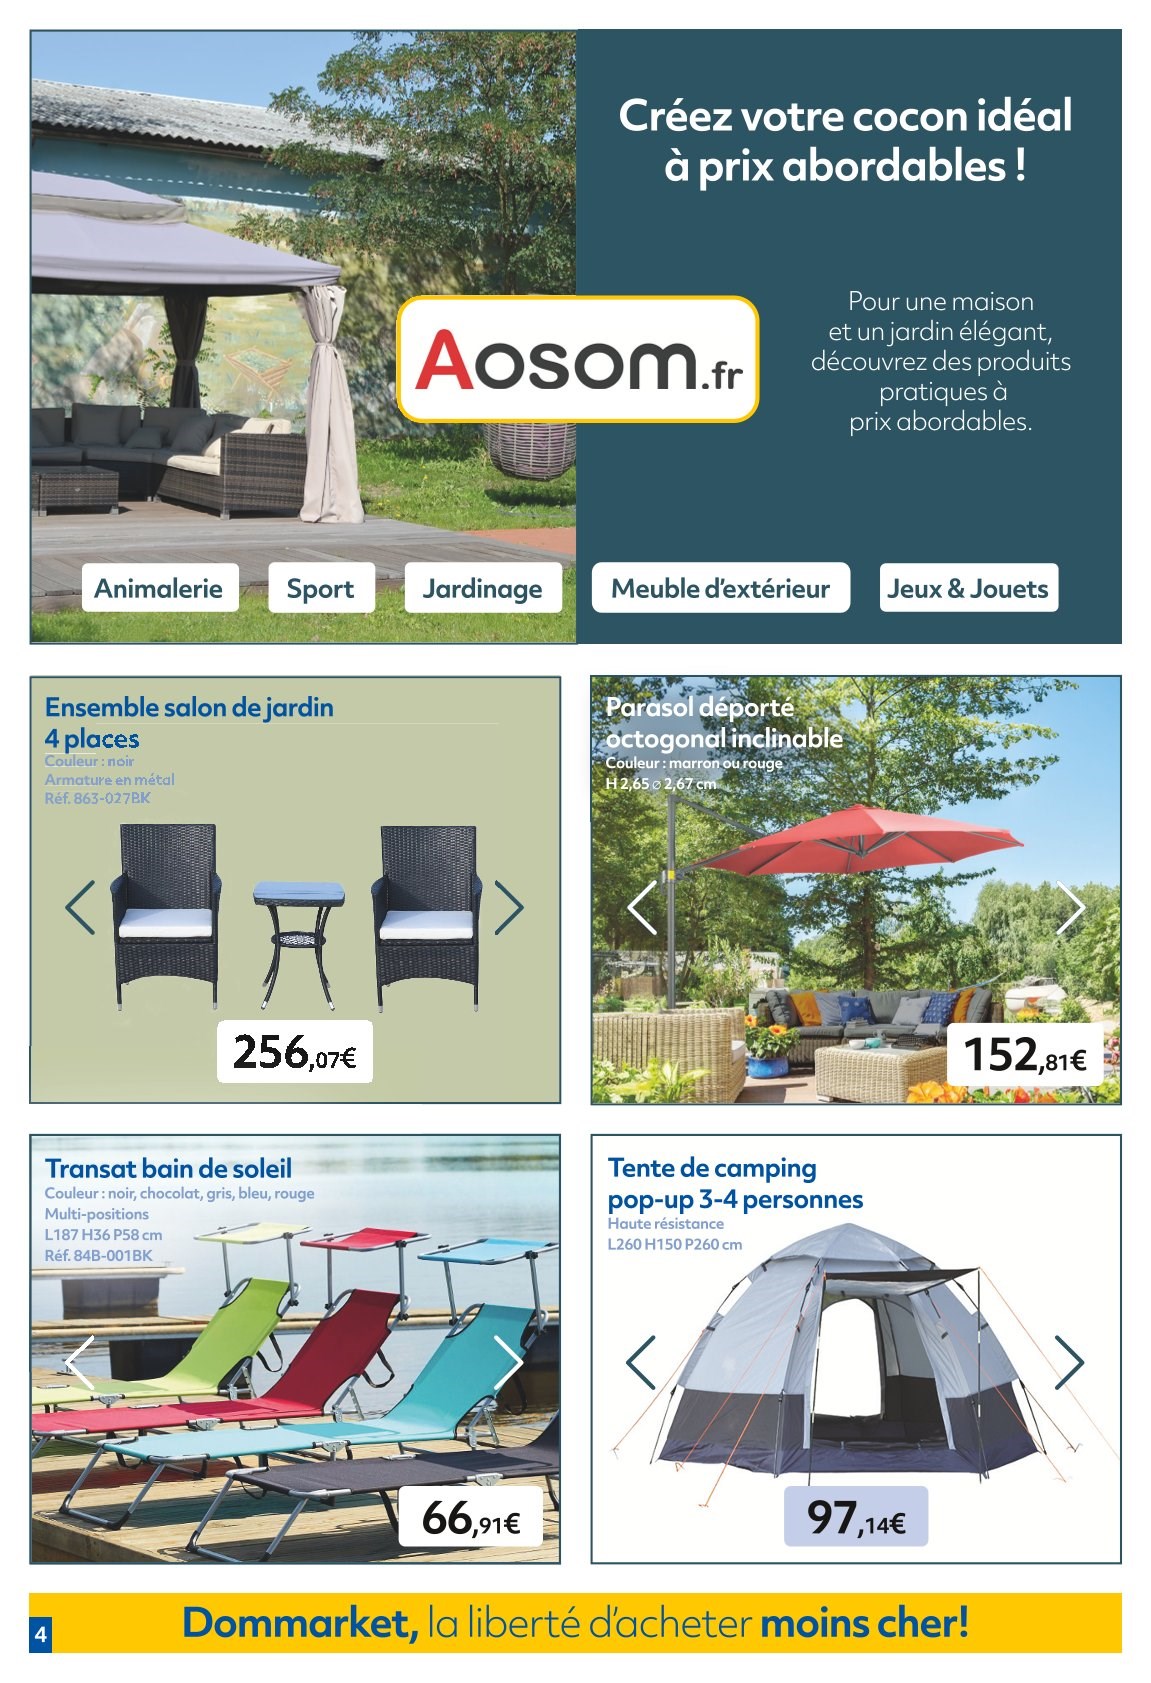 Créez votre cocon idéal
à prix abordables !
Pour une maison
et un jardin élégant,
découvrez des produits
pratiques à
prix abordables.
Aosom.fr
Animalerie
Sport
Jardinage
Meuble d'extérieur
Jeux & Jouets
Ensemble salon de jardin
4 places
Couleur : noir
Armature en métal
Réf. 863-027BK
256,07€
Parasol déporté
octogonal inclinable
Couleur : marron ou rouge
H 2,65 ⌀ 2,67 cm
152,81€
Transat bain de soleil
Couleur : noir, chocolat, gris, bleu, rouge
Multi-positions
L187 H36 P58 cm
Réf. 84B-001BK
66,91€
Tente de camping
pop-up 3-4 personnes
Haute résistance
L260 H150 P260 cm
97,14€
4
Dommarket, la liberté d'acheter moins cher!